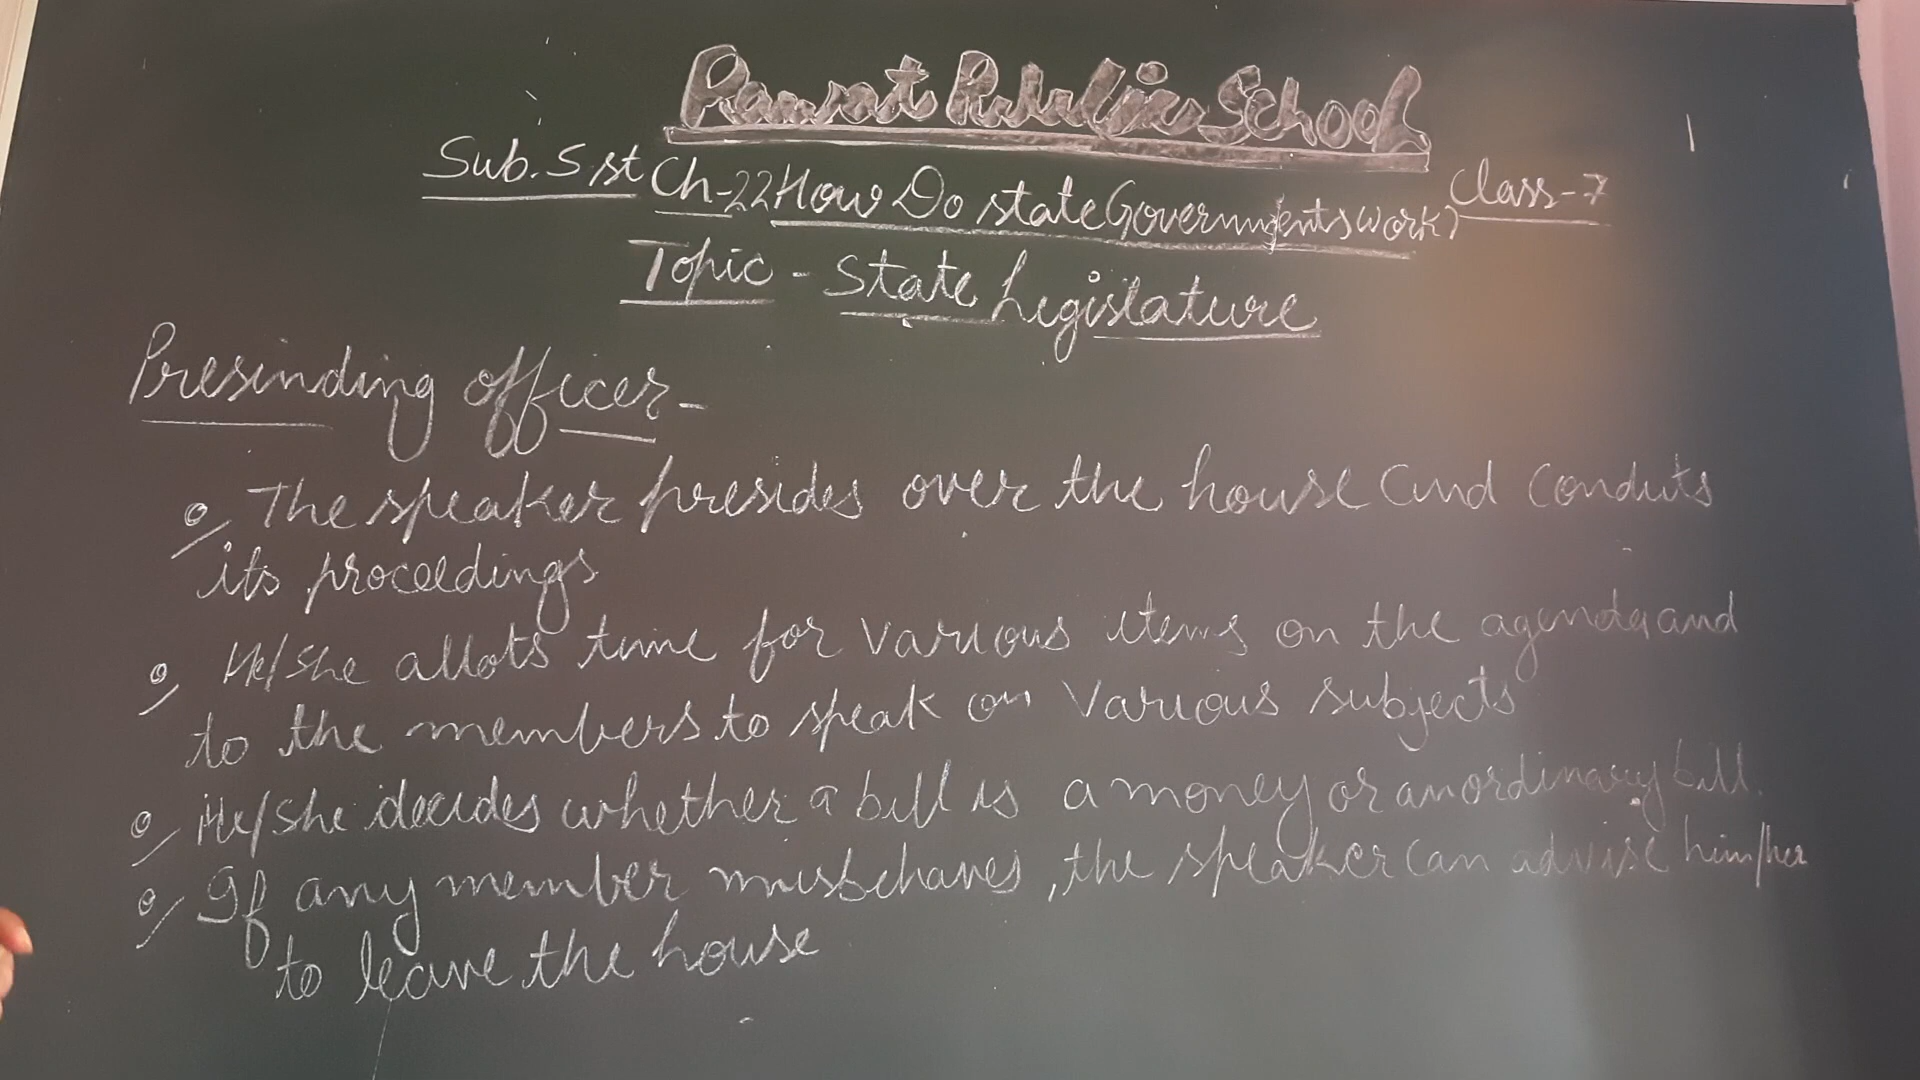 Parwat Public School
Sub. S.st Ch-22 How Do state Governments work? Class-7
Topic - State Legislature
Presinding officer-
The speaker presides over the house and conduts
its proceedings
He/she allots time for various items on the agenda and
to the members to speak on various subjects
He/she decides whether a bill is a money or an ordinary bill.
If any member misbehaves, the speaker can advise him/her
to leave the house